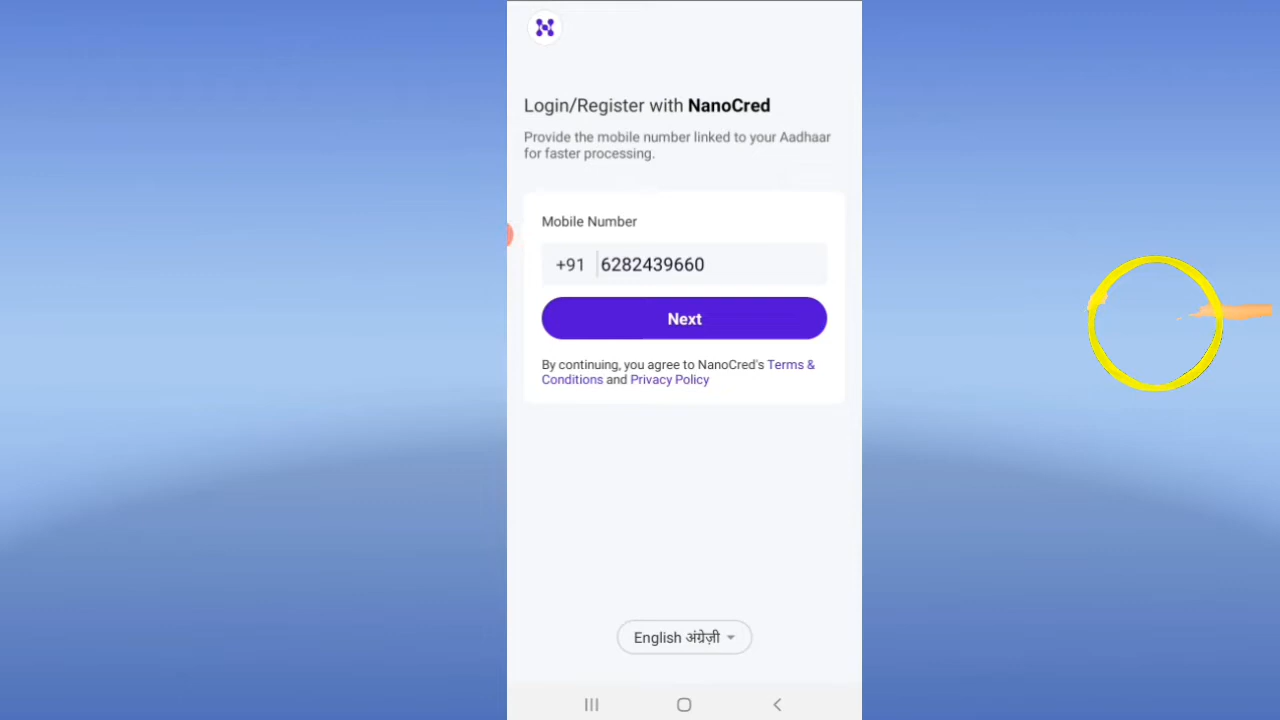 Login/Register with NanoCred
Provide the mobile number linked to your Aadhaar
for faster processing.
Mobile Number
+91 6282439660
Next
By continuing, you agree to NanoCred's Terms &
Conditions and Privacy Policy
English अंग्रेज़ी